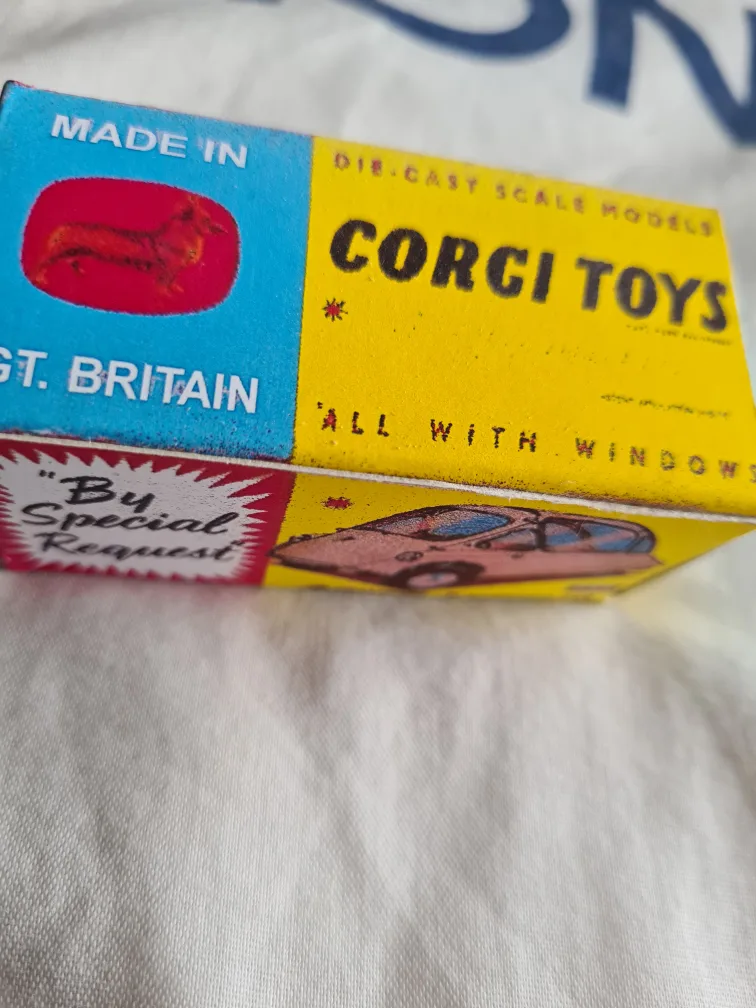 MADE IN
GT. BRITAIN
DIE-CAST SCALE MODELS
CORGI TOYS
'ALL WITH WINDOWS
"By
Special
Request"